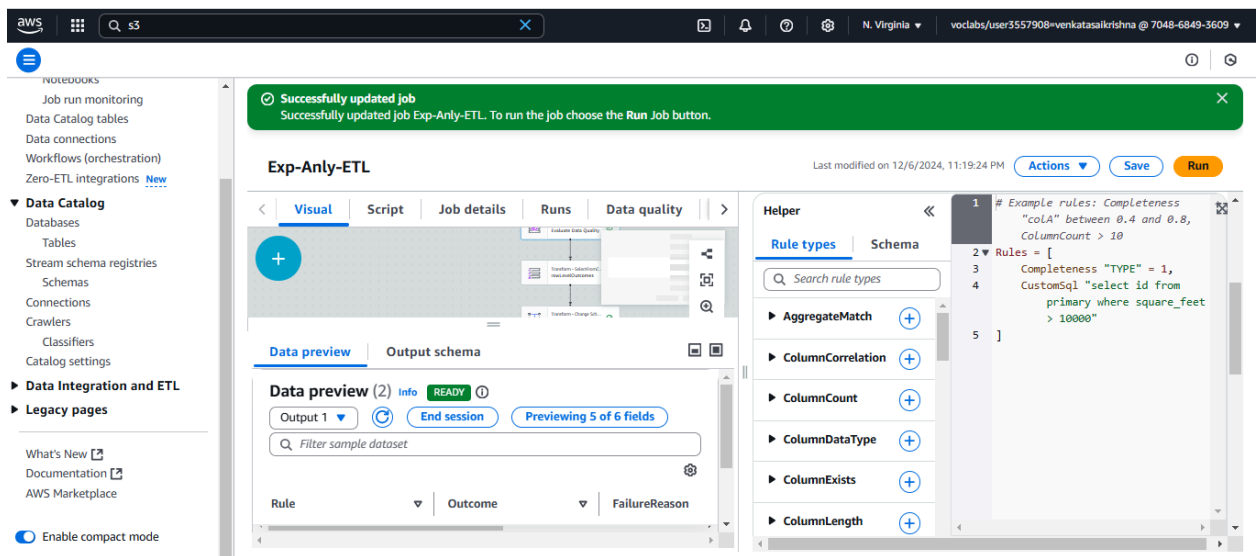 aws
s3
N. Virginia
voclabs/user3557908=venkatasaikrishna @ 7048-6849-3609
Notebooks
Job run monitoring
Data Catalog tables
Data connections
Workflows (orchestration)
Zero-ETL integrations New
Data Catalog
Databases
Tables
Stream schema registries
Schemas
Connections
Crawlers
Classifiers
Catalog settings
Data Integration and ETL
Legacy pages
What's New
Documentation
AWS Marketplace
Enable compact mode
Successfully updated job
Successfully updated job Exp-Anly-ETL. To run the job choose the Run Job button.
Exp-Anly-ETL
Last modified on 12/6/2024, 11:19:24 PM
Actions
Save
Run
Visual
Script
Job details
Runs
Data quality
Evaluate Data Quality
Transform - Change Sch...
Data preview
Output schema
Data preview (2) Info READY
Output 1
End session
Previewing 5 of 6 fields
Filter sample dataset
Rule
Outcome
FailureReason
Helper
Rule types
Schema
Search rule types
AggregateMatch
ColumnCorrelation
ColumnCount
ColumnDataType
ColumnExists
ColumnLength
1 # Example rules: Completeness
"colA" between 0.4 and 0.8,
ColumnCount > 10
2 Rules = [
3 Completeness "TYPE" = 1,
4 CustomSql "select id from
primary where square_feet
> 10000"
5 ]